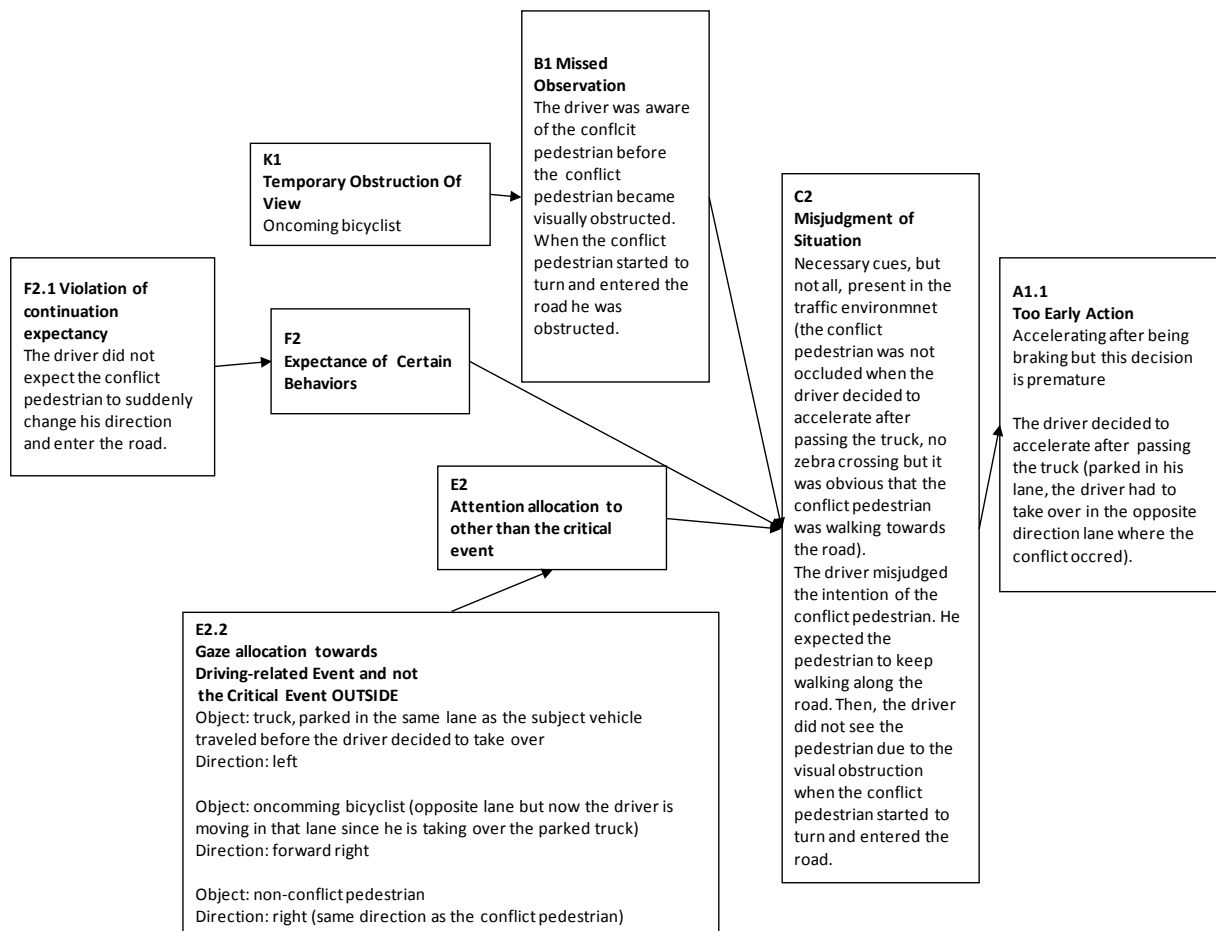 B1 Missed
Observation
The driver was aware
of the conflcit
pedestrian before
the conflict
pedestrian became
visually obstructed.
When the conflict
pedestrian started to
turn and entered the
road he was
obstructed.
K1
Temporary Obstruction Of
View
Oncoming bicyclist
F2.1 Violation of
continuation
expectancy
The driver did not
expect the conflict
pedestrian to suddenly
change his direction
and enter the road.
F2
Expectance of Certain
Behaviors
E2
Attention allocation to
other than the critical
event
E2.2
Gaze allocation towards
Driving-related Event and not
the Critical Event OUTSIDE
Object: truck, parked in the same lane as the subject vehicle
traveled before the driver decided to take over
Direction: left
Object: oncomming bicyclist (opposite lane but now the driver is
moving in that lane since he is taking over the parked truck)
Direction: forward right
Object: non-conflict pedestrian
Direction: right (same direction as the conflict pedestrian)
C2
Misjudgment of
Situation
Necessary cues, but
not all, present in the
traffic environmnet
(the conflict
pedestrian was not
occluded when the
driver decided to
accelerate after
passing the truck, no
zebra crossing but it
was obvious that the
conflict pedestrian
was walking towards
the road).
The driver misjudged
the intention of the
conflict pedestrian. He
expected the
pedestrian to keep
walking along the
road. Then, the driver
did not see the
pedestrian due to the
visual obstruction
when the conflict
pedestrian started to
turn and entered the
road.
A1.1
Too Early Action
Accelerating after being
braking but this decision
is premature
The driver decided to
accelerate after passing
the truck (parked in his
lane, the driver had to
take over in the opposite
direction lane where the
conflict occred).